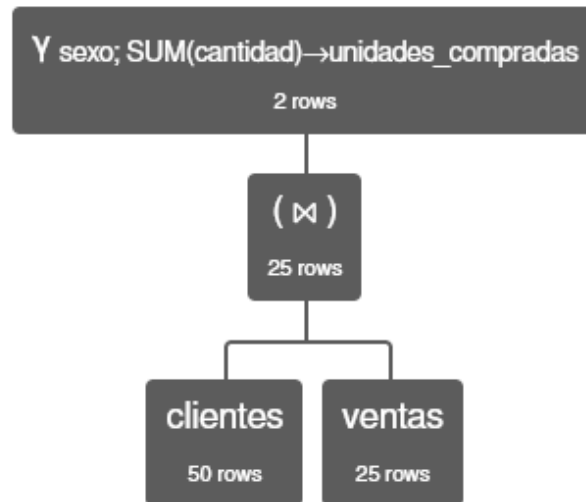 γ sexo; SUM(cantidad)→unidades_compradas
2 rows
( ⋈ )
25 rows
clientes
50 rows
ventas
25 rows